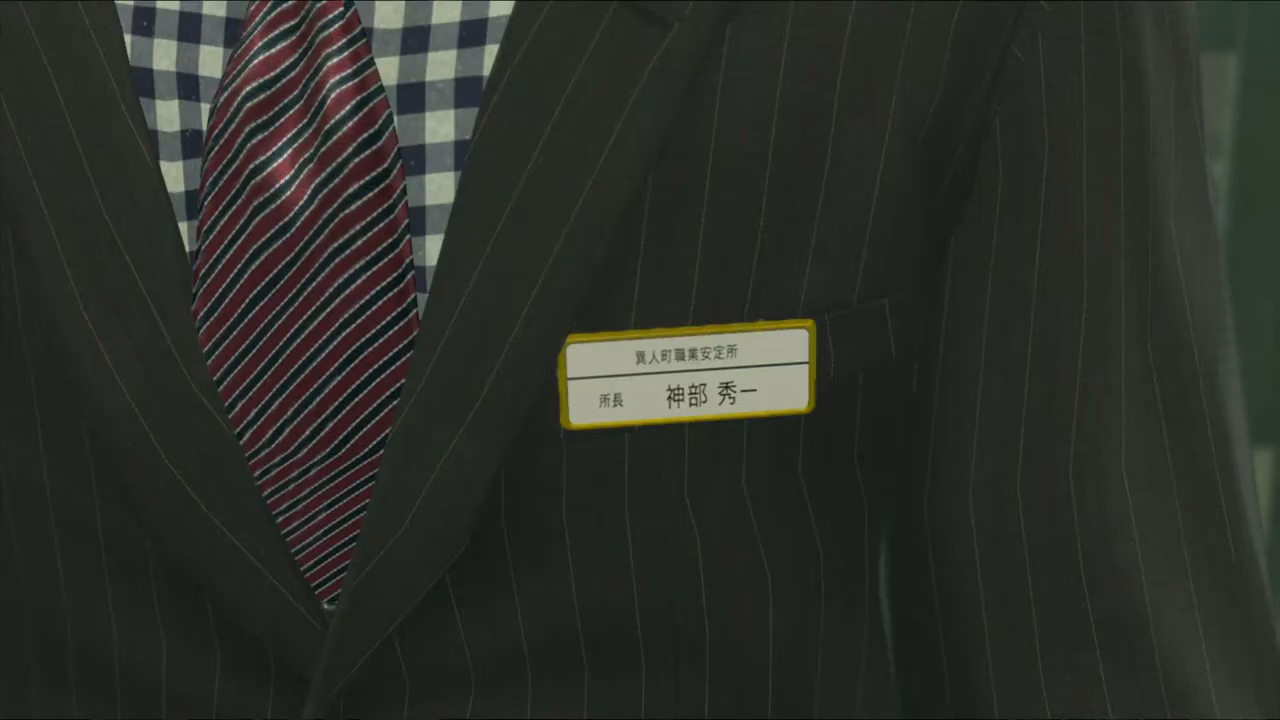 異人町職業安定所
所長 神部 秀一